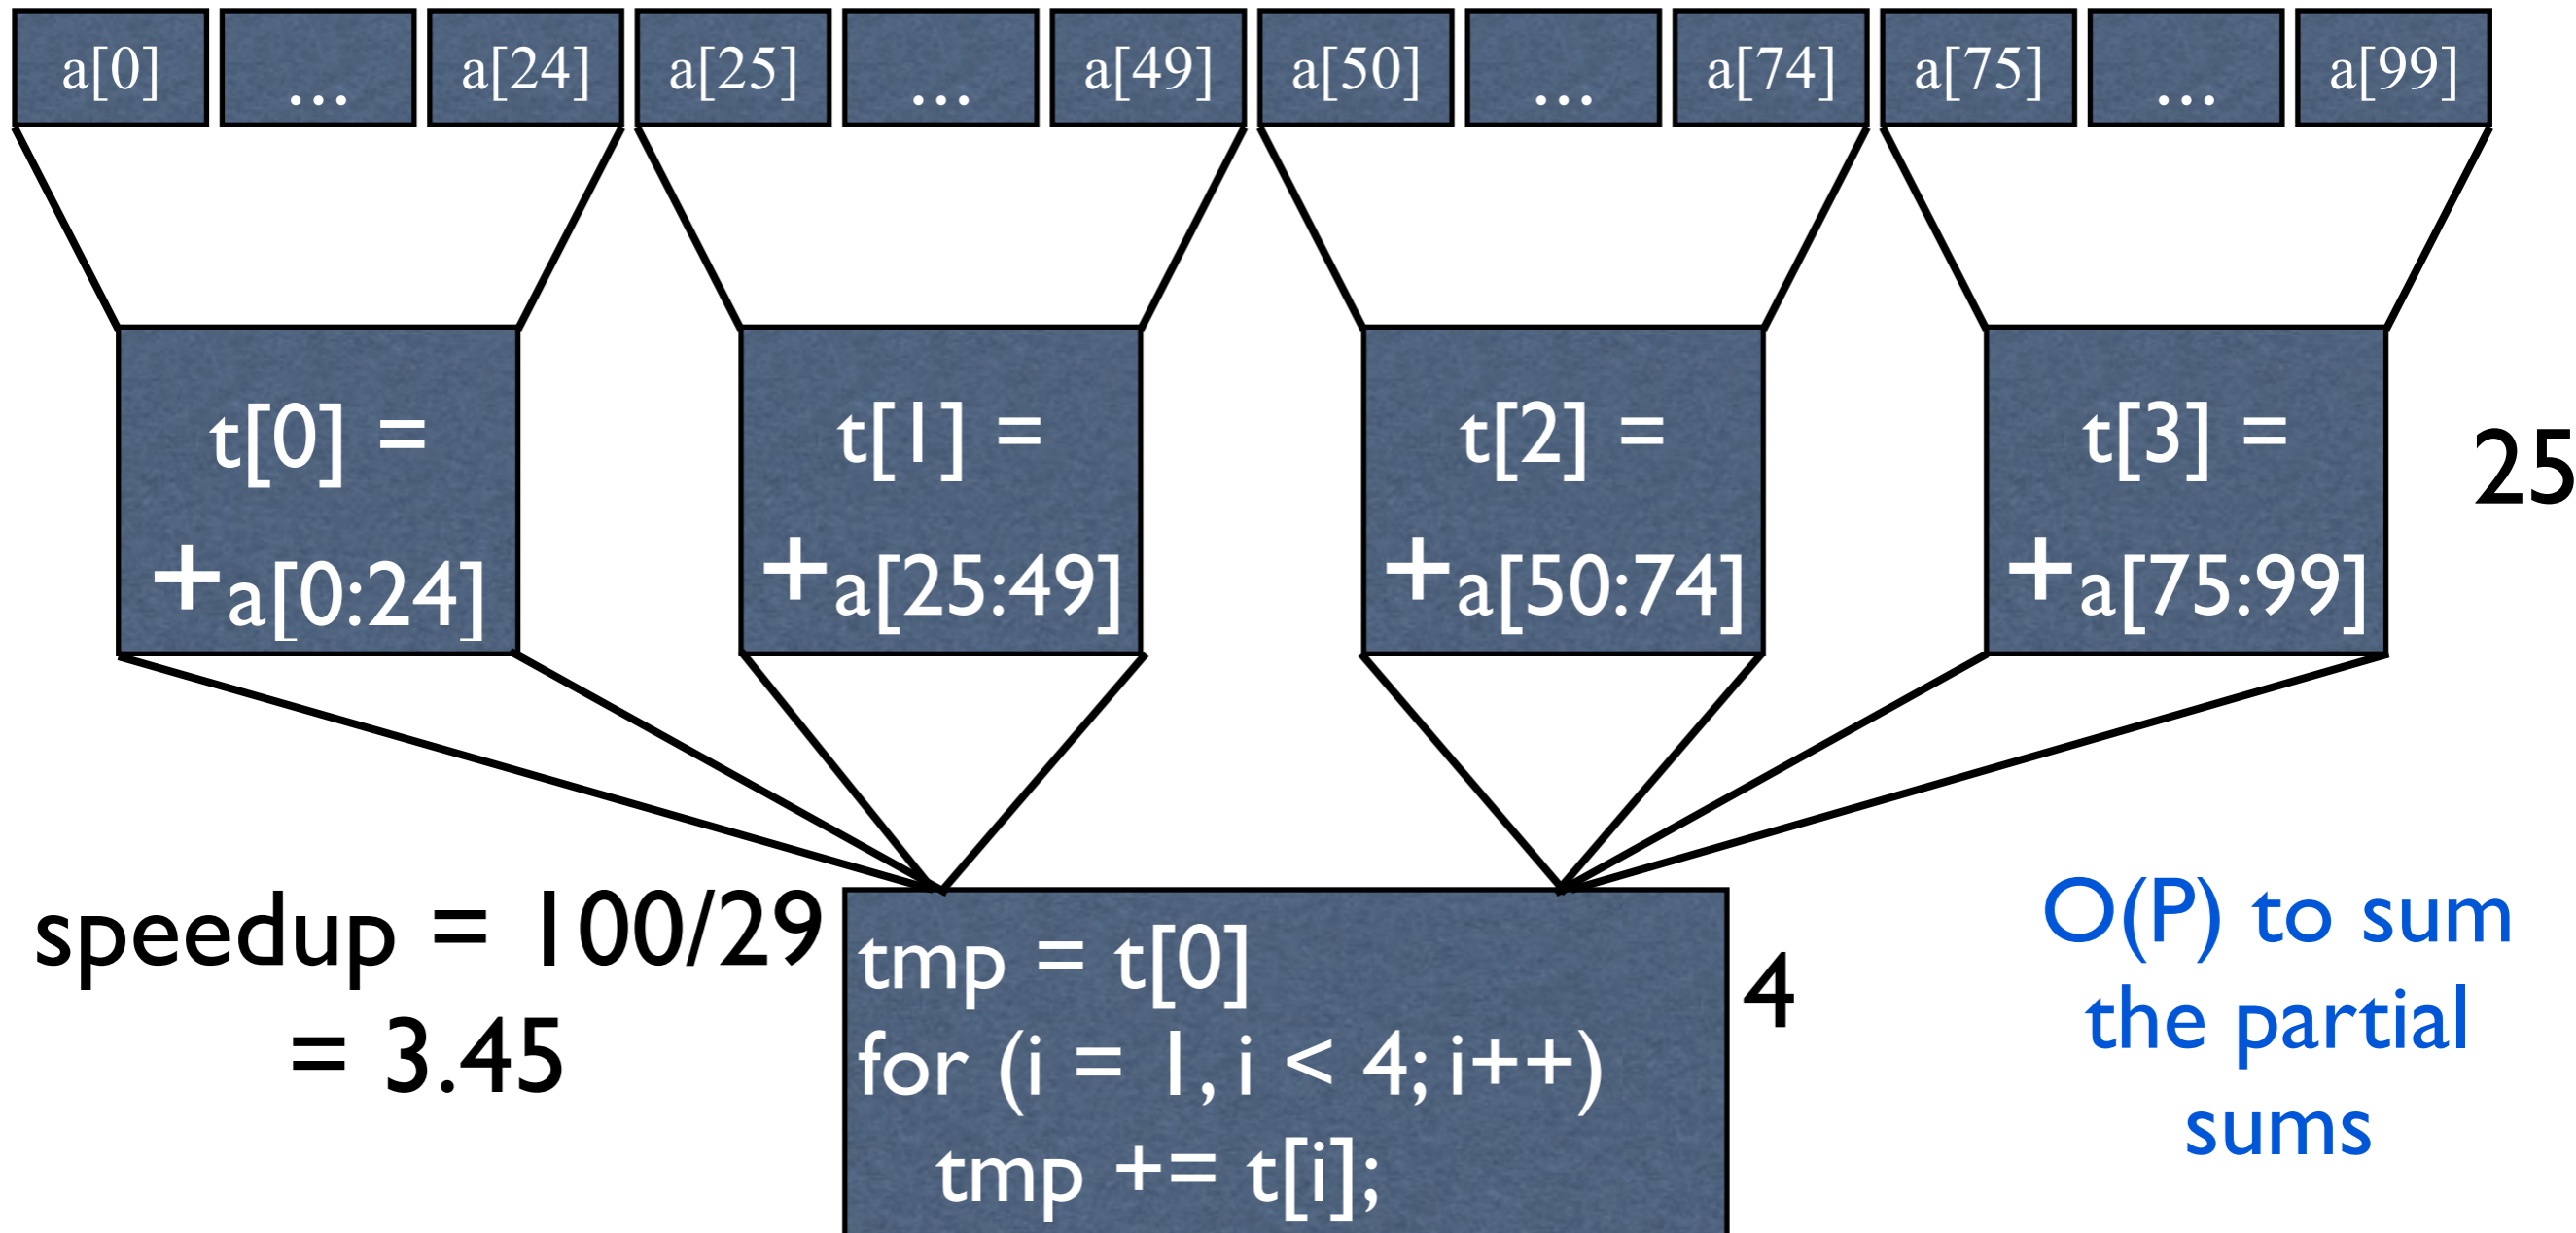 a[0] ... a[24] a[25] ... a[49] a[50] ... a[74] a[75] ... a[99]
t[0] =
+a[0:24]
t[1] =
+a[25:49]
t[2] =
+a[50:74]
t[3] =
+a[75:99]
25
speedup = 100/29
= 3.45
tmp = t[0]
for (i = 1, i < 4; i++)
tmp += t[i];
4
O(P) to sum
the partial
sums